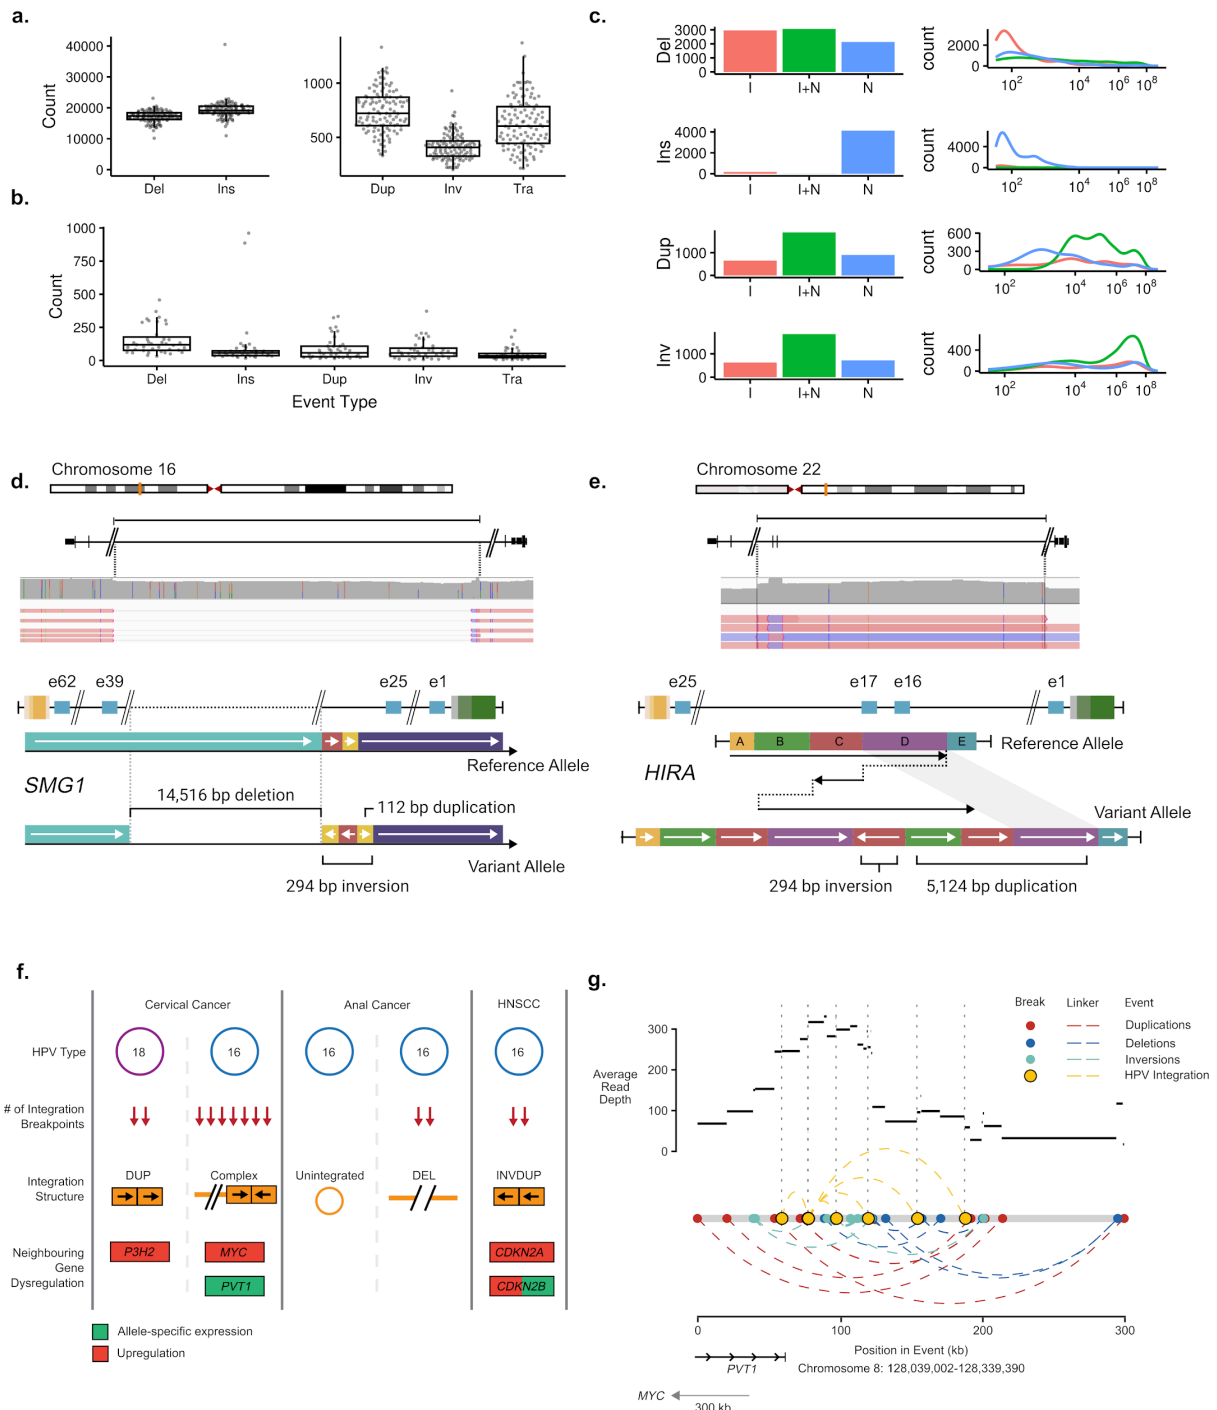 a.
40000
30000
20000
10000
0
Count
Del
Ins
1000
500
Dup
Inv
Tra
b.
1000
750
500
250
0
Count
Del
Ins
Dup
Inv
Tra
Event Type
c.
Del
3000
2000
1000
0
I
I+N
N
count
2000
0
10²
10⁴
10⁶ 10⁸
Ins
4000
2000
0
I
I+N
N
count
4000
2000
0
10²
10⁴
10⁶ 10⁸
Dup
1000
0
I
I+N
N
count
600
300
0
10²
10⁴
10⁶ 10⁸
Inv
1000
0
I
I+N
N
count
400
0
10²
10⁴
10⁶ 10⁸
d.
Chromosome 16
e62
e39
e25
e1
Reference Allele
SMG1
14,516 bp deletion
112 bp duplication
Variant Allele
294 bp inversion
e.
Chromosome 22
e25
e17
e16
e1
A
B
C
D
E
Reference Allele
HIRA
Variant Allele
294 bp inversion
5,124 bp duplication
f.
Cervical Cancer
Anal Cancer
HNSCC
HPV Type
18
16
16
16
16
# of Integration
Breakpoints
Integration
Structure
DUP
Complex
Unintegrated
DEL
INVDUP
Neighbouring
Gene
Dysregulation
P3H2
MYC
PVT1
CDKN2A
CDKN2B
Allele-specific expression
Upregulation
g.
Break
Linker
Event
Duplications
Deletions
Inversions
HPV Integration
Average
Read
Depth
300
200
100
0
0
100
200
300
Position in Event (kb)
Chromosome 8: 128,039,002-128,339,390
PVT1
MYC
300 kb